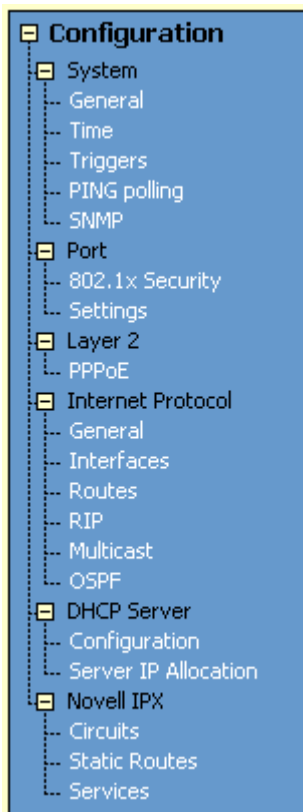 Configuration
System
General
Time
Triggers
PING polling
SNMP
Port
802.1x Security
Settings
Layer 2
PPPoE
Internet Protocol
General
Interfaces
Routes
RIP
Multicast
OSPF
DHCP Server
Configuration
Server IP Allocation
Novell IPX
Circuits
Static Routes
Services